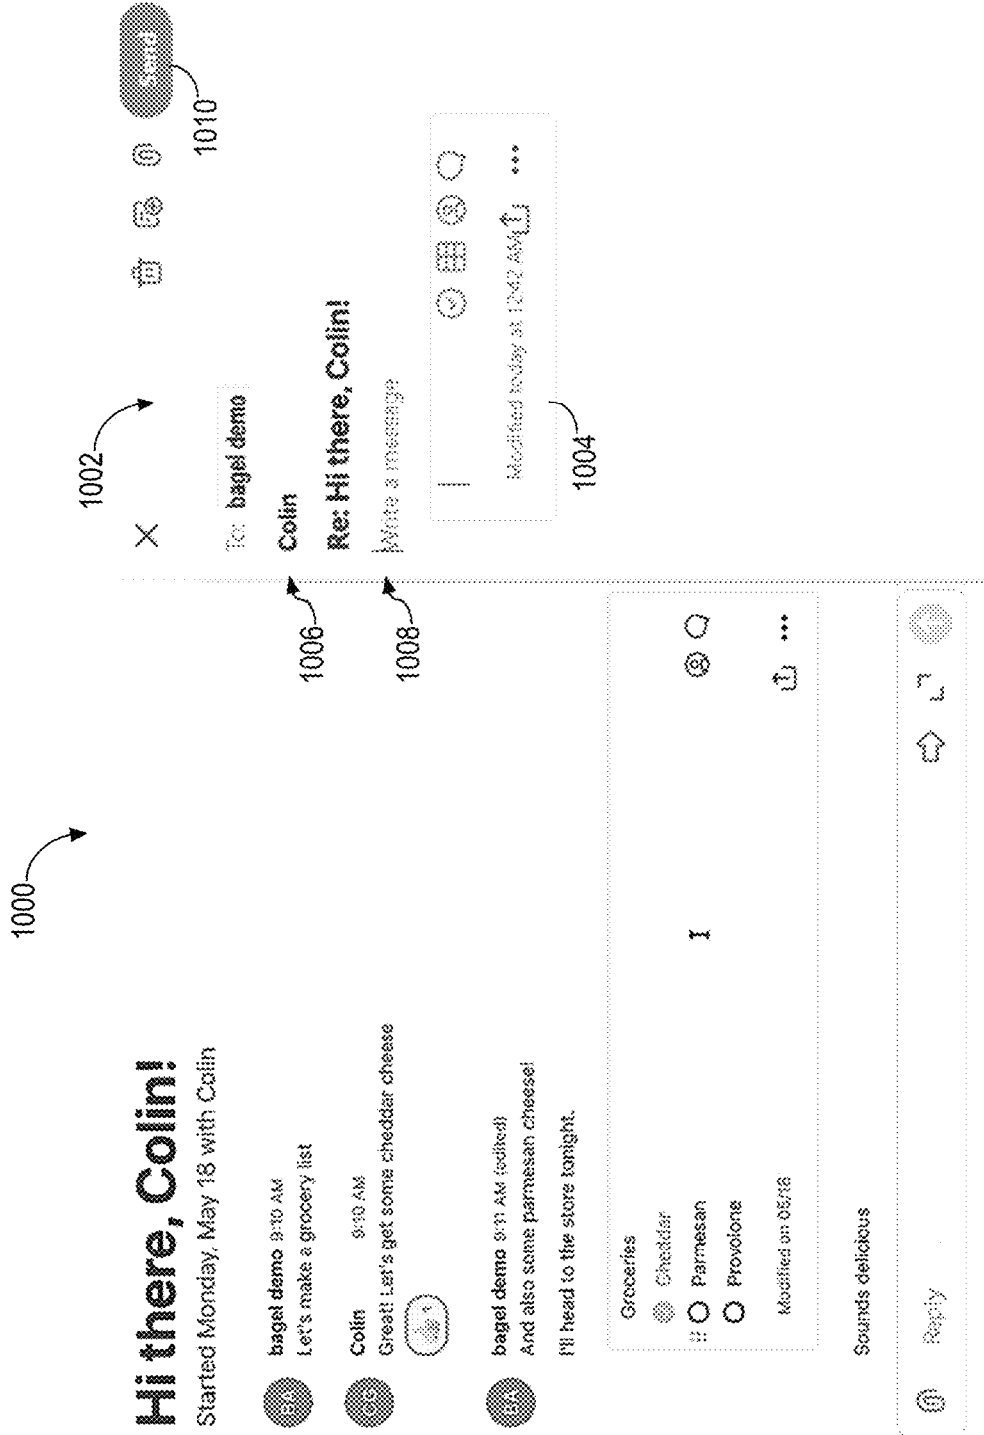 1000
Hi there, Colin!
Started Monday, May 18 with Colin
BA
bagel demo 9:10 AM
Let's make a grocery list
CG
Colin 9:10 AM
Great! Let's get some cheddar cheese
1
BA
bagel demo 9:11 AM (edited)
And also some parmesan cheese!
I'll head to the store tonight.
Groceries
Cheddar
Parmesan
Provolone
Modified on 05/18
Sounds delicious
Reply
1002
Send
1010
To: bagel demo
Colin
1006
Re: Hi there, Colin!
Write a message
1008
Modified today at 12:42 AM
1004